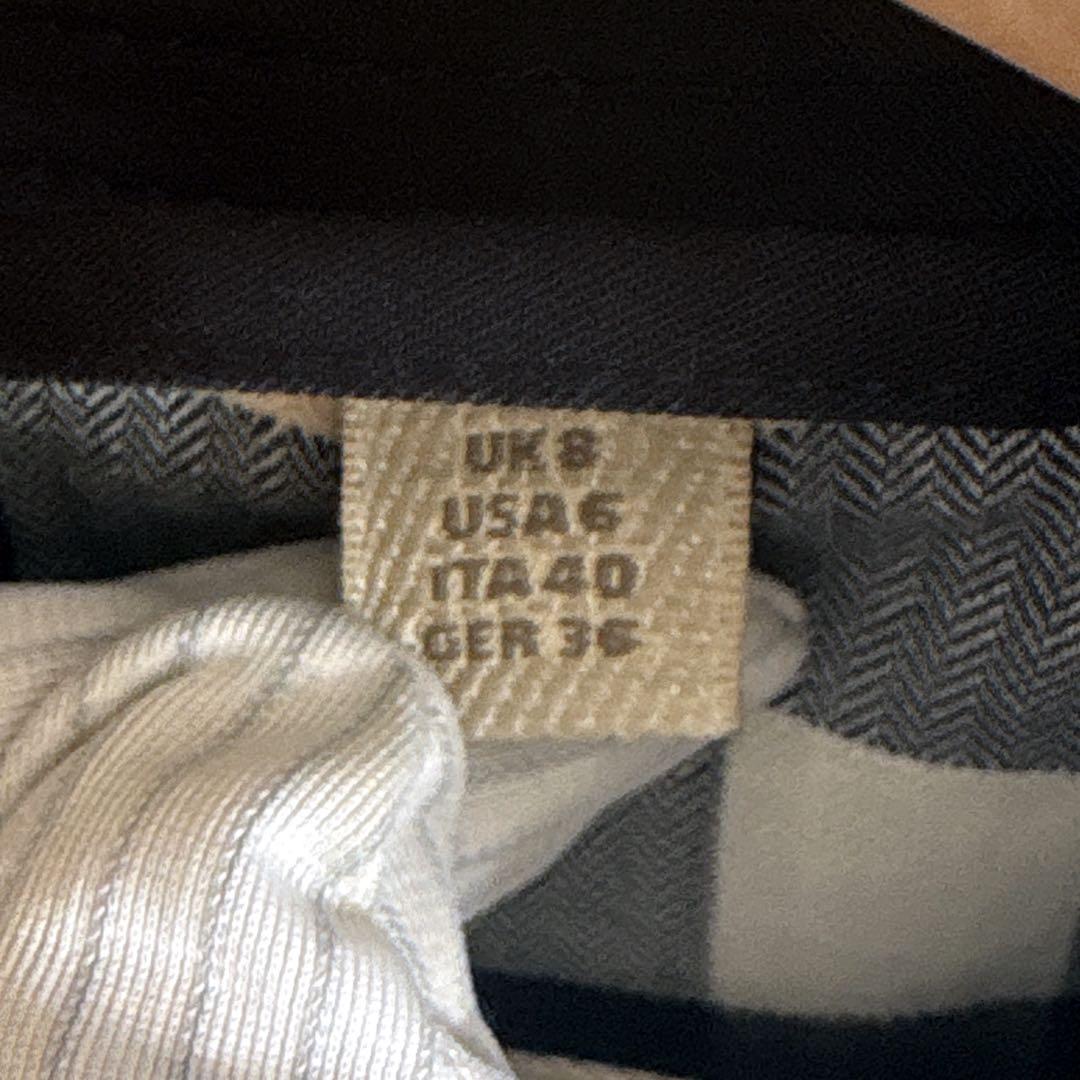 UK 8
USA 6
ITA 40
GER 36